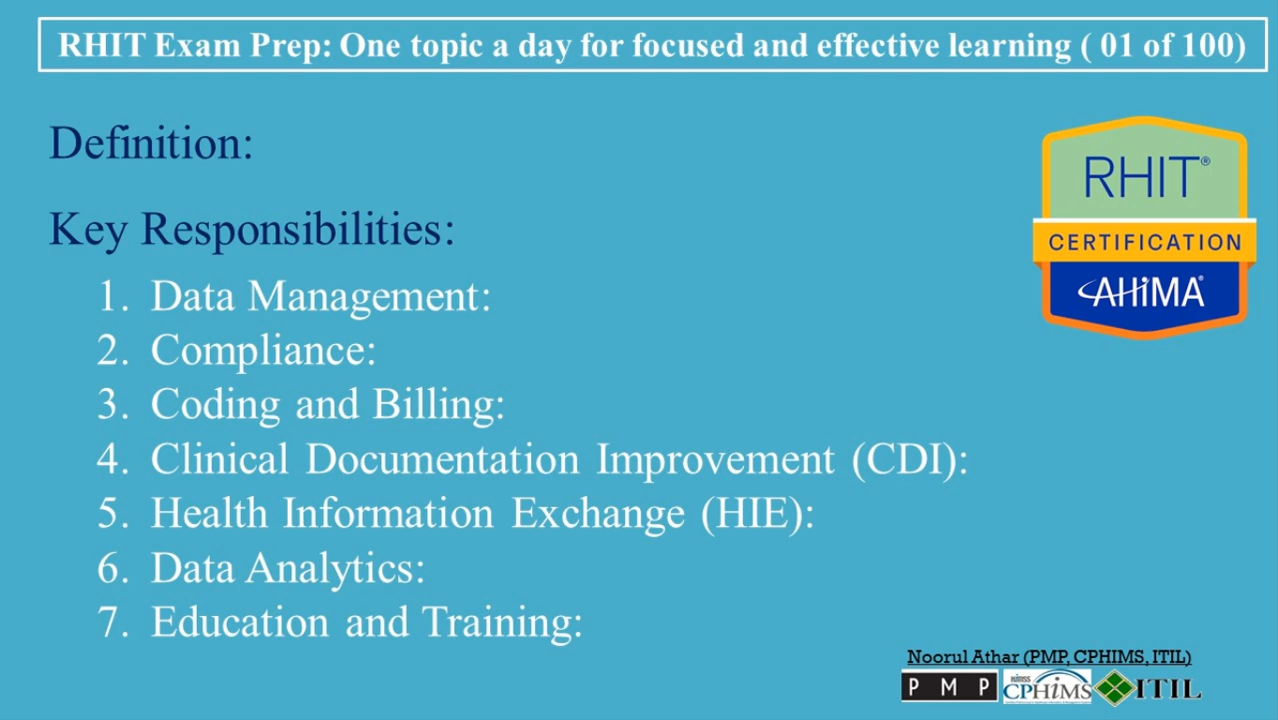 RHIT Exam Prep: One topic a day for focused and effective learning ( 01 of 100)
Definition:
Key Responsibilities:
1. Data Management:
2. Compliance:
3. Coding and Billing:
4. Clinical Documentation Improvement (CDI):
5. Health Information Exchange (HIE):
6. Data Analytics:
7. Education and Training:
RHIT®
CERTIFICATION
AHiMA®
Noorul Athar (PMP, CPHIMS, ITIL)
PMP
himss
CPHiMS
ITIL